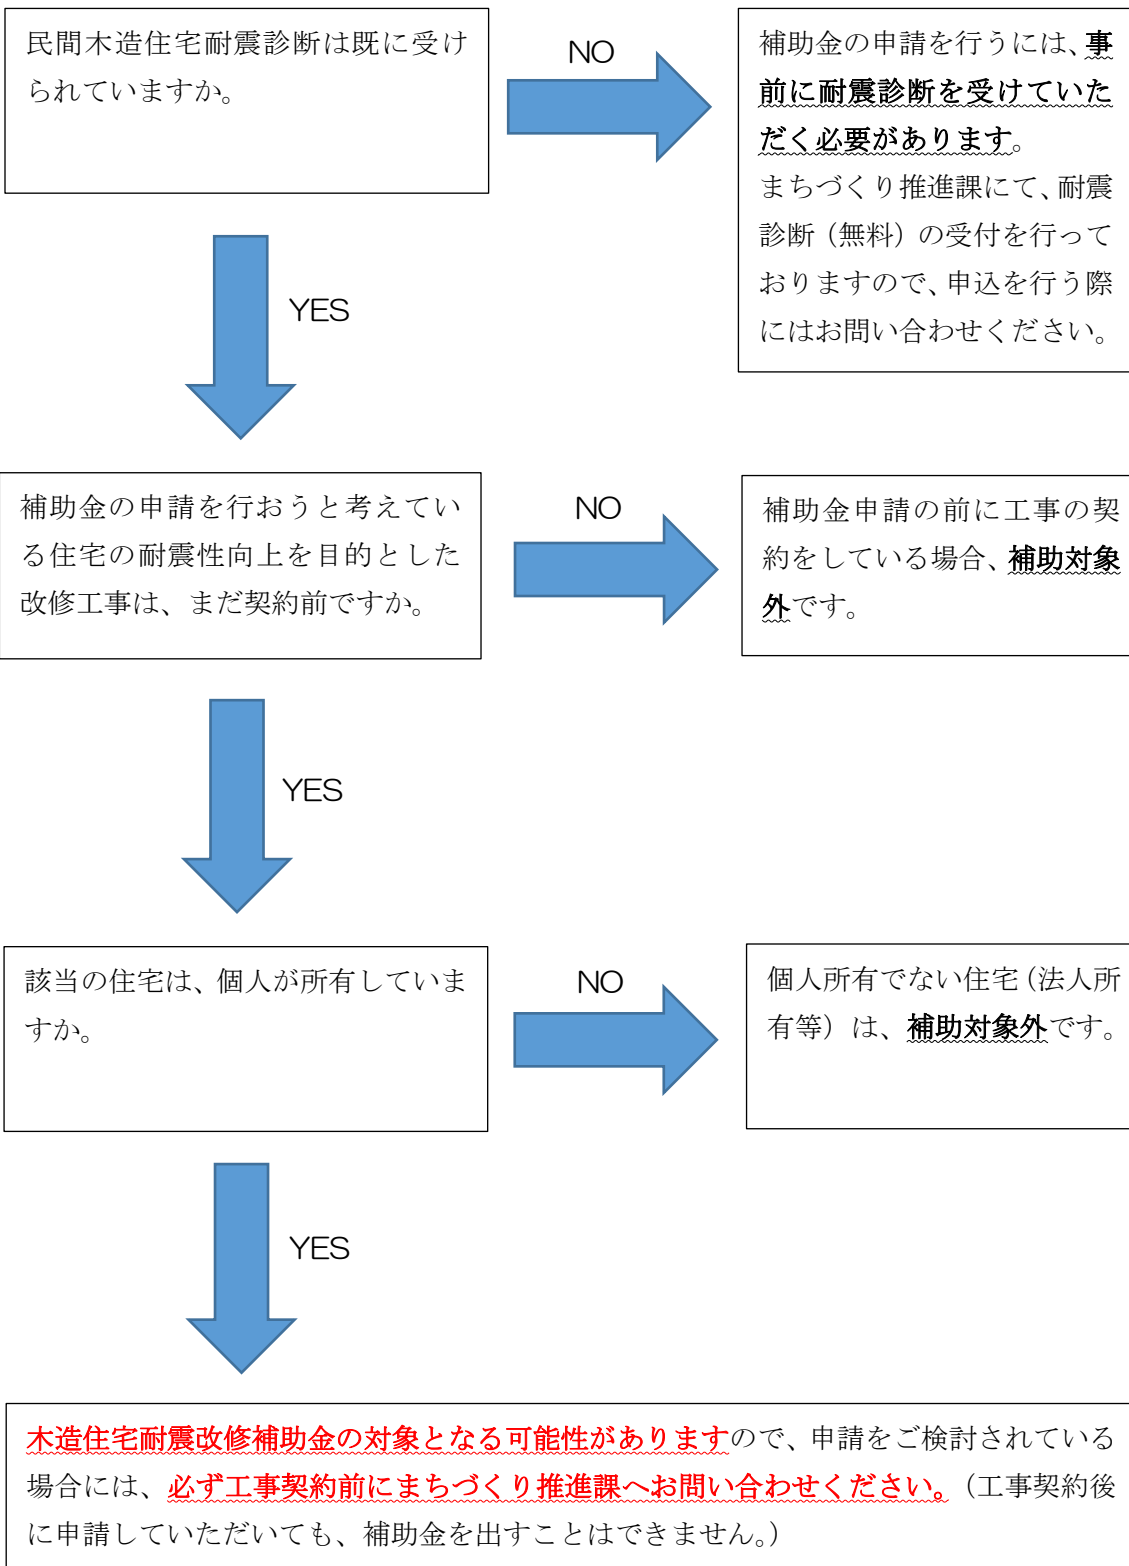 民間木造住宅耐震診断は既に受け
られていますか。
NO
補助金の申請を行うには、事
前に耐震診断を受けていた
だく必要があります。
まちづくり推進課にて、耐震
診断（無料）の受付を行って
おりますので、申込を行う際
にはお問い合わせください。
YES
補助金の申請を行おうと考えてい
る住宅の耐震性向上を目的とした
改修工事は、まだ契約前ですか。
NO
補助金申請の前に工事の契
約をしている場合、補助対象
外です。
YES
該当の住宅は、個人が所有していま
すか。
NO
個人所有でない住宅（法人所
有等）は、補助対象外です。
YES
木造住宅耐震改修補助金の対象となる可能性がありますので、申請をご検討されている
場合には、必ず工事契約前にまちづくり推進課へお問い合わせください。（工事契約後
に申請していただいても、補助金を出すことはできません。）